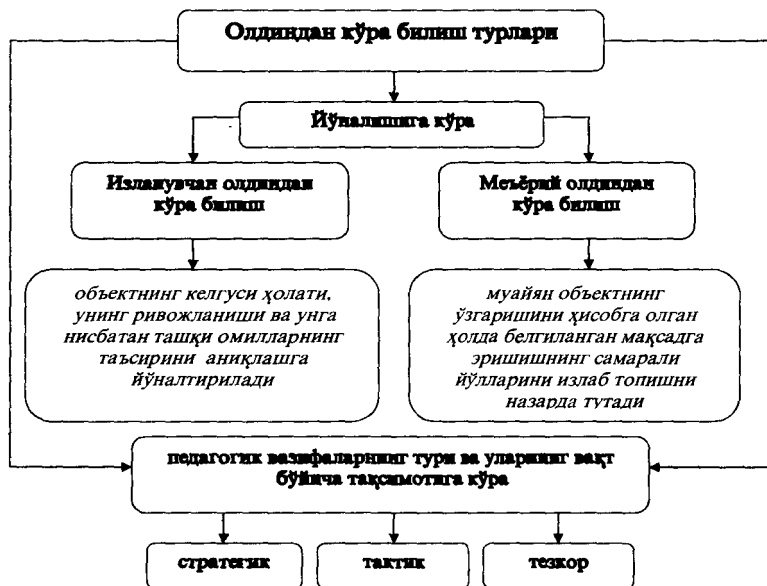 Олдиндан кўра билиш турлари
Йўналишига кўра
Изланувчан олдиндан
кўра билиш
Меъёрий олдиндан
кўра билиш
объектнинг келгуси ҳолати,
унинг ривожланиши ва унга
нисбатан ташқи омилларнинг
таъсирини аниқлашга
йўналтирилади
муайян объектнинг
ўзгаришини ҳисобга олган
ҳолда белгиланган мақсадга
эришишнинг самарали
йўлларини излаб топишни
назарда тутади
педагогик вазифаларнинг тури ва уларнинг вақт
бўйича тақсимотига кўра
стратегик
тактик
тезкор